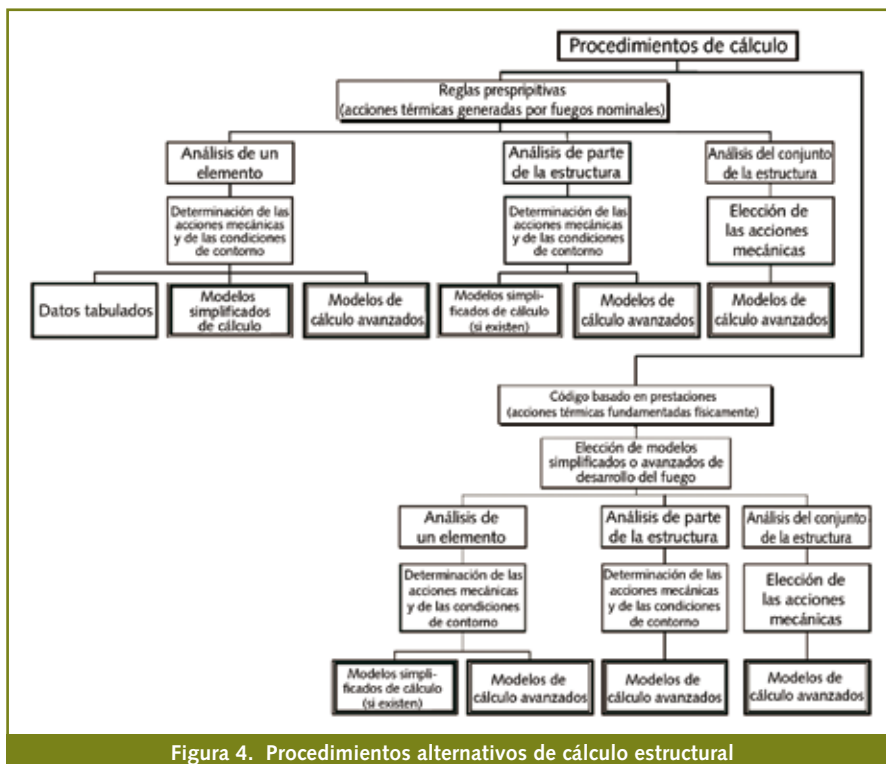 Procedimientos de cálculo
Reglas prespripitivas
(acciones térmicas generadas por fuegos nominales)
Análisis de un
elemento
Determinación de las
acciones mecánicas
y de las condiciones
de contorno
Datos tabulados
Modelos
simplificados
de cálculo
Modelos de
cálculo avanzados
Análisis de parte
de la estructura
Determinación de las
acciones mecánicas
y de las condiciones
de contorno
Modelos simpli-
ficados de cálculo
(si existen)
Modelos de
cálculo avanzados
Análisis del conjunto
de la estructura
Elección de
las acciones
mecánicas
Modelos de
cálculo avanzados
Código basado en prestaciones
(acciones térmicas fundamentadas físicamente)
Elección de modelos
simplificados o avanzados de
desarrollo del fuego
Análisis de
un elemento
Determinación de las
acciones mecánicas
y de las condiciones
de contorno
Modelos simpli-
ficados de cálculo
(si existen)
Modelos de
cálculo avanzados
Análisis de parte
de la estructura
Determinación de las
acciones mecánicas
y de las condiciones
de contorno
Modelos de
cálculo avanzados
Análisis del conjunto
de la estructura
Elección de
las acciones
mecánicas
Modelos de
cálculo avanzados
Figura 4. Procedimientos alternativos de cálculo estructural